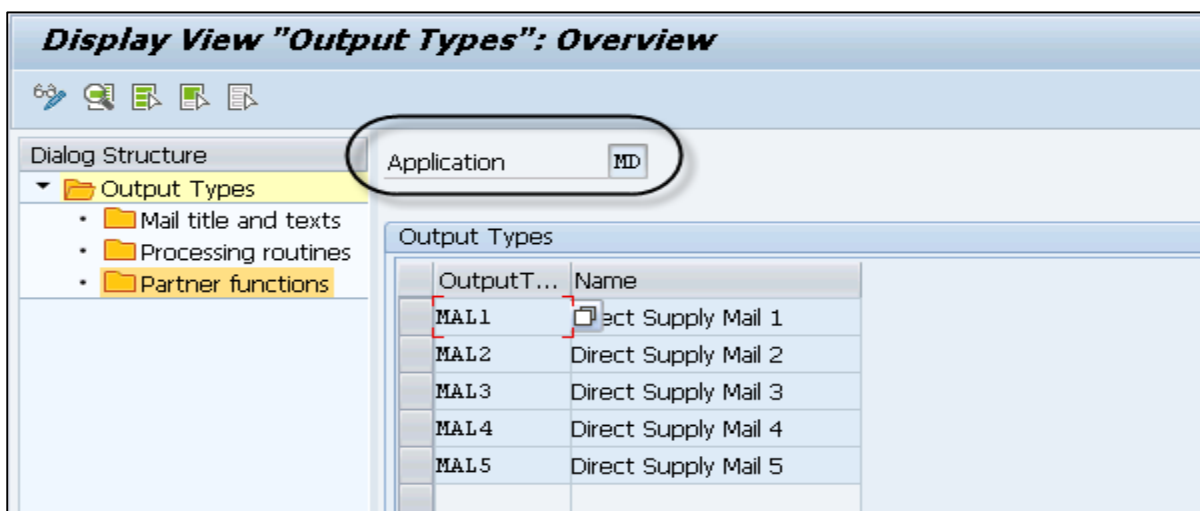 Display View "Output Types": Overview
Dialog Structure
Output Types
Mail title and texts
Processing routines
Partner functions
Application MD
Output Types
OutputT... Name
MAL1 ect Supply Mail 1
MAL2 Direct Supply Mail 2
MAL3 Direct Supply Mail 3
MAL4 Direct Supply Mail 4
MAL5 Direct Supply Mail 5